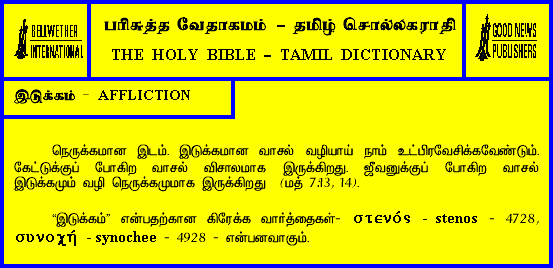 BELLWETHER
INTERNATIONAL
பரிசுத்த வேதாகமம் – தமிழ் சொல்லகராதி
THE HOLY BIBLE – TAMIL DICTIONARY
GOOD NEWS
PUBLISHERS
இடுக்கம் - AFFLICTION
நெருக்கமான இடம். இடுக்கமான வாசல் வழியாய் நாம் உட்பிரவேசிக்கவேண்டும்.
கேட்டுக்குப் போகிற வாசல் விசாலமாக இருக்கிறது. ஜீவனுக்குப் போகிற வாசல்
இடுக்கமும் வழி நெருக்கமுமாக இருக்கிறது (மத் 7:13, 14).
“இடுக்கம்” என்பதற்கான கிரேக்க வார்த்தைகள்- στενός - stenos - 4728,
συνοχή - synochee - 4928 - என்பனவாகும்.